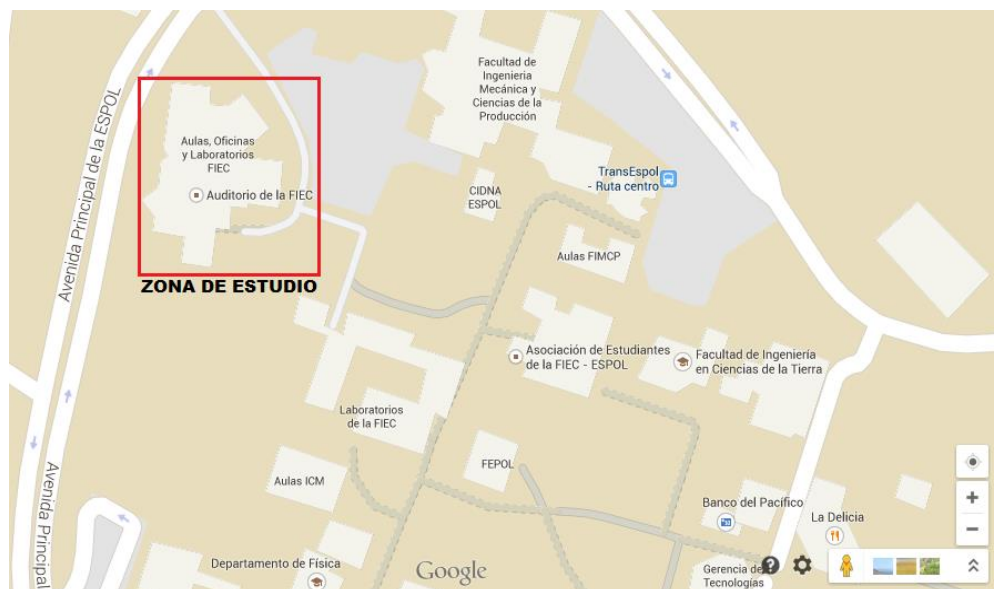 Facultad de
Ingenieria
Mecánica y
Ciencias de la
Producción
Avenida Principal de la ESPOL
Aulas, Oficinas
y Laboratorios
FIEC
Auditorio de la FIEC
ZONA DE ESTUDIO
CIDNA
ESPOL
TransEspol
- Ruta centro
Aulas FIMCP
Asociación de Estudiantes
de la FIEC - ESPOL
Facultad de Ingeniería
en Ciencias de la Tierra
Laboratorios
de la FIEC
Aulas ICM
FEPOL
Avenida Principal
Banco del Pacífico
La Delicia
Departamento de Física
Google
Gerencia de
Tecnologías
?
+
−